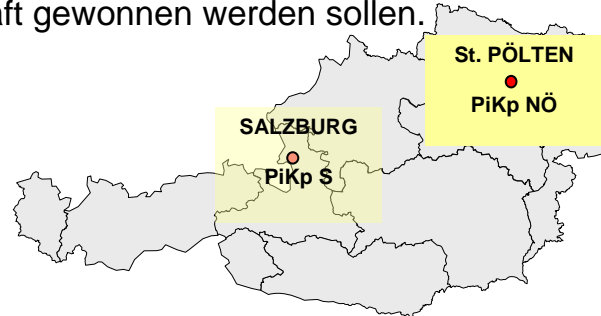 aft gewonnen werden sollen.
St. PÖLTEN
PiKp NÖ
SALZBURG
PiKp S